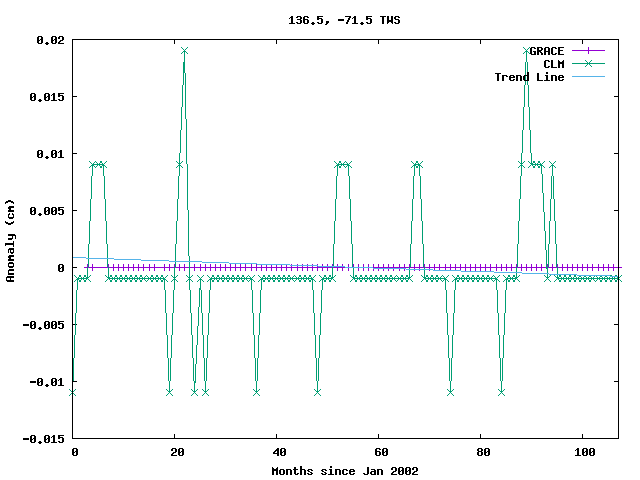 136.5, -71.5 TWS
GRACE
CLM
Trend Line
0.02
0.015
0.01
0.005
0
-0.005
-0.01
-0.015
Anomaly (cm)
0 20 40 60 80 100
Months since Jan 2002